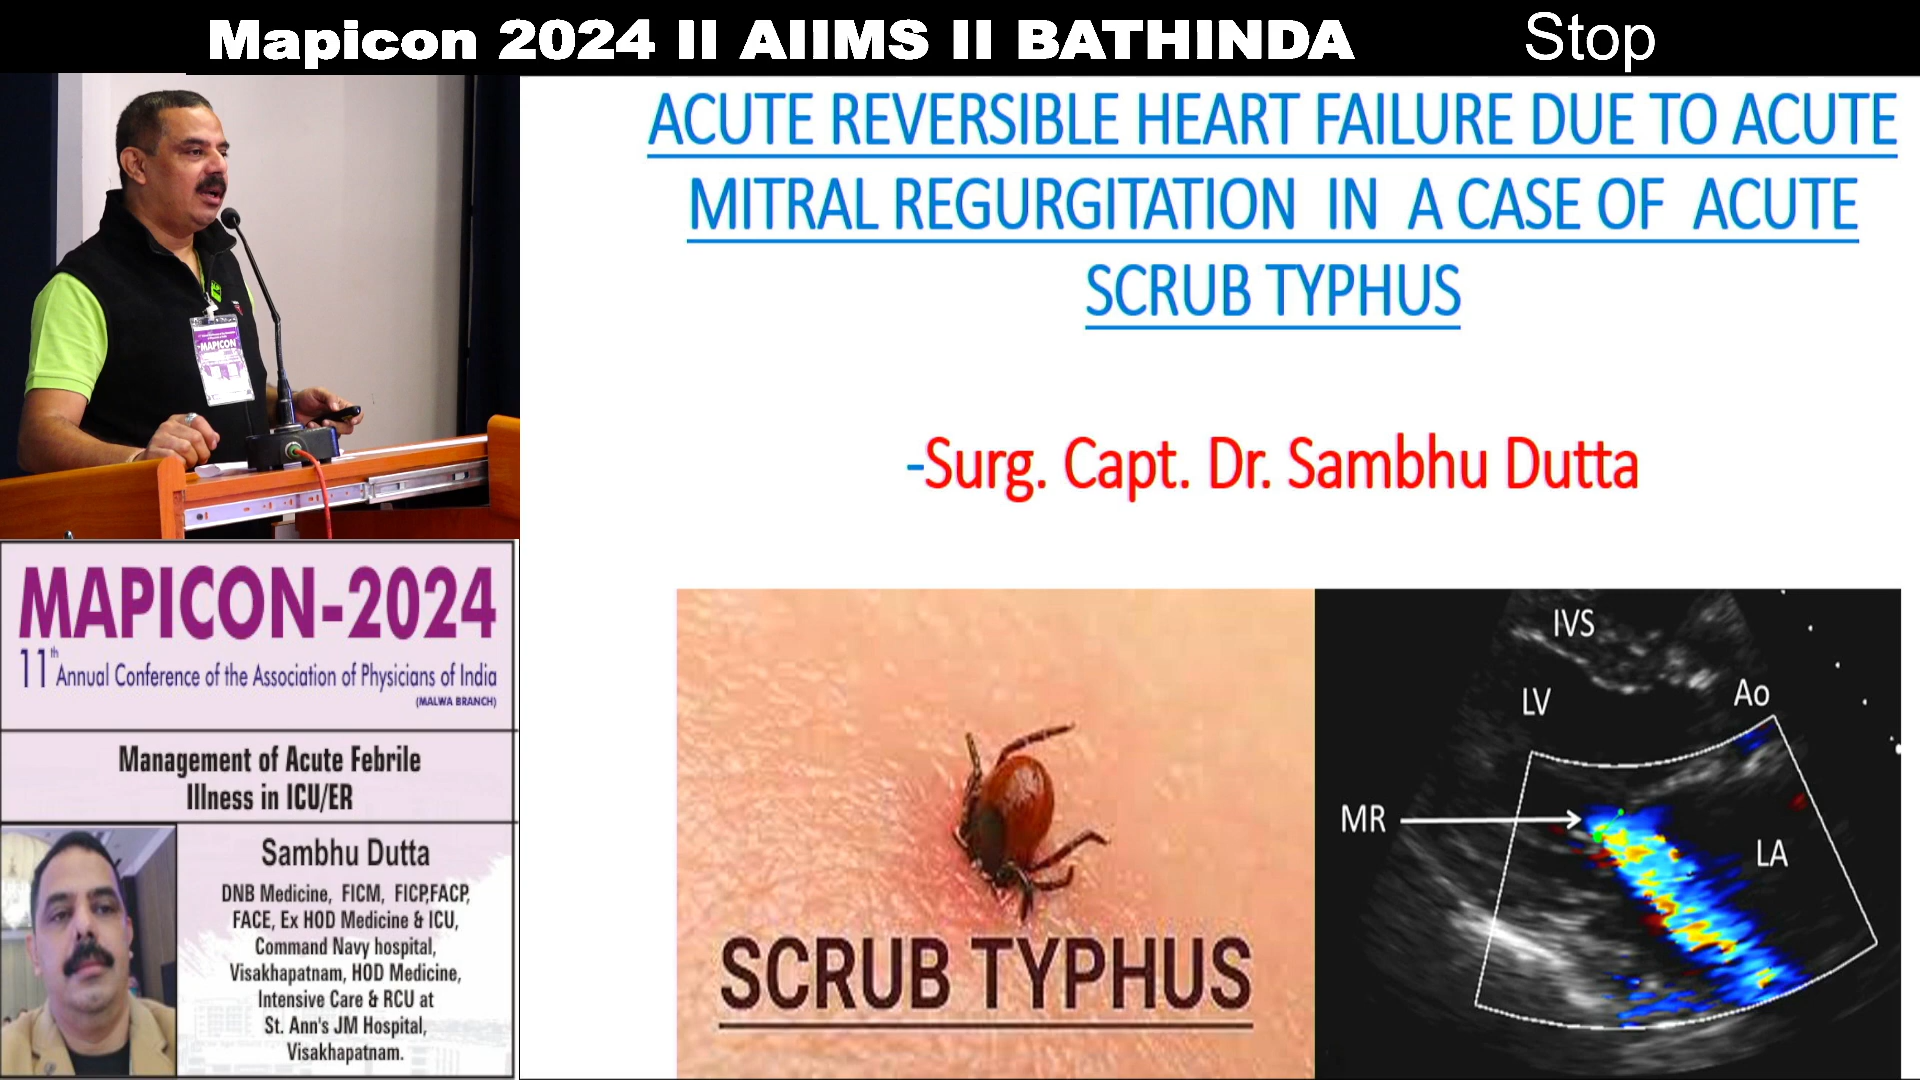 Mapicon 2024 II AIIMS II BATHINDA
Stop
ACUTE REVERSIBLE HEART FAILURE DUE TO ACUTE
MITRAL REGURGITATION IN A CASE OF ACUTE
SCRUB TYPHUS
-Surg. Capt. Dr. Sambhu Dutta
MAPICON
MAPICON-2024
11th Annual Conference of the Association of Physicians of India
(MALWA BRANCH)
Management of Acute Febrile
Illness in ICU/ER
Sambhu Dutta
DNB Medicine, FICM, FICP,FACP,
FACE, Ex HOD Medicine & ICU,
Command Navy hospital,
Visakhapatnam, HOD Medicine,
Intensive Care & RCU at
St. Ann's JM Hospital,
Visakhapatnam.
SCRUB TYPHUS
IVS
LV
Ao
MR
LA